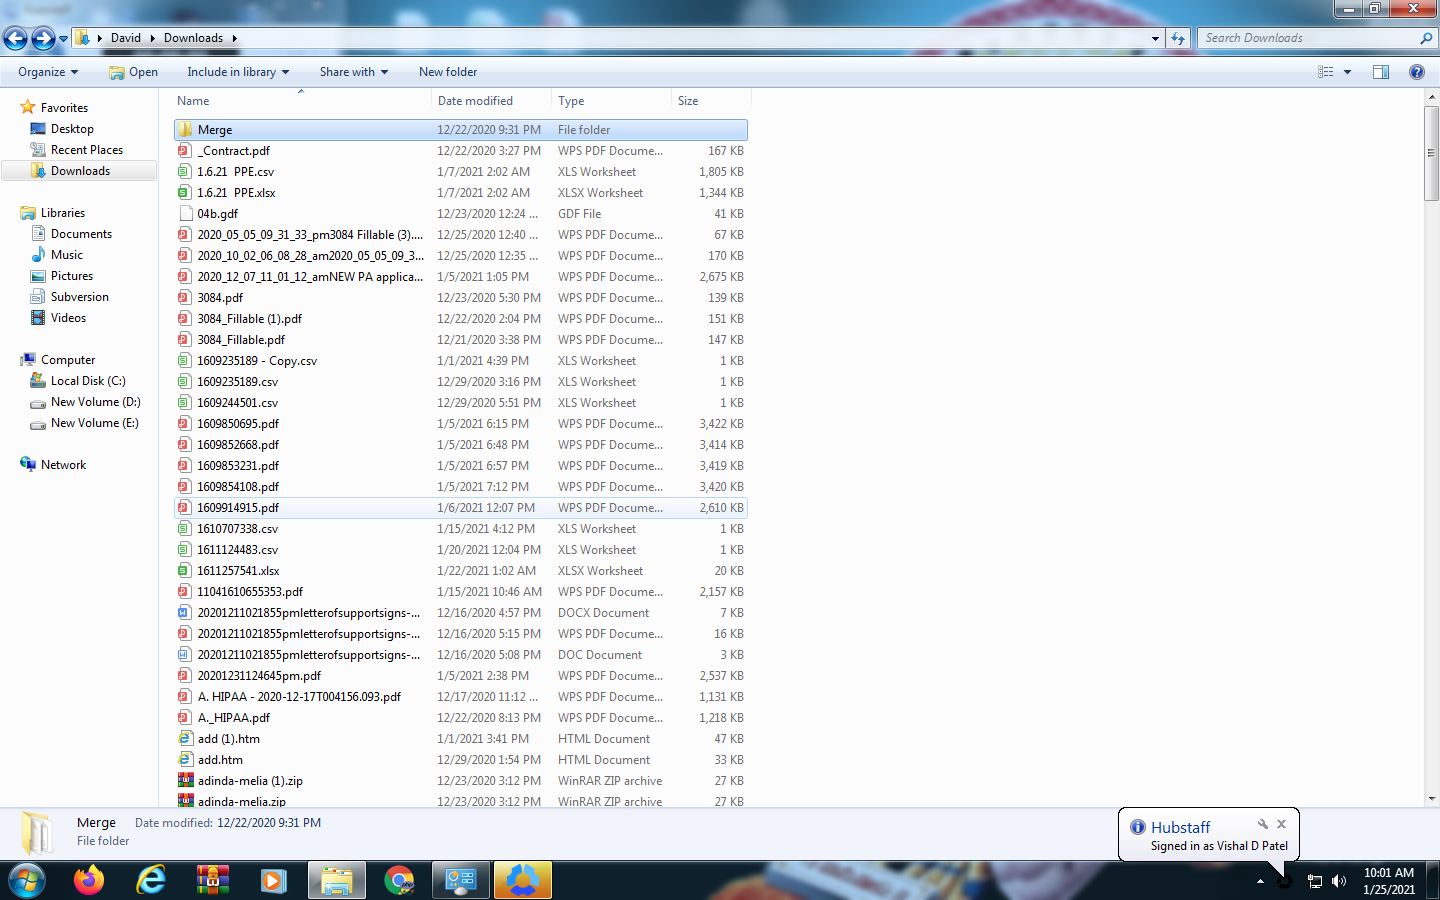 David Downloads
Search Downloads
Organize Open Include in library Share with New folder
Name Date modified Type Size
Favorites
Desktop
Recent Places
Downloads
Libraries
Documents
Music
Pictures
Subversion
Videos
Computer
Local Disk (C:)
New Volume (D:)
New Volume (E:)
Network
Merge 12/22/2020 9:31 PM File folder
_Contract.pdf 12/22/2020 3:27 PM WPS PDF Docume... 167 KB
1.6.21 PPE.csv 1/7/2021 2:02 AM XLS Worksheet 1,805 KB
1.6.21 PPE.xlsx 1/7/2021 2:02 AM XLSX Worksheet 1,344 KB
04b.gdf 12/23/2020 12:24 ... GDF File 41 KB
2020_05_05_09_31_33_pm3084 Fillable (3).... 12/25/2020 12:40 ... WPS PDF Docume... 67 KB
2020_10_02_06_08_28_am2020_05_05_09_3... 12/25/2020 12:35 ... WPS PDF Docume... 170 KB
2020_12_07_11_01_12_amNEW PA applica... 1/5/2021 1:05 PM WPS PDF Docume... 2,675 KB
3084.pdf 12/23/2020 5:30 PM WPS PDF Docume... 139 KB
3084_Fillable (1).pdf 12/22/2020 2:04 PM WPS PDF Docume... 151 KB
3084_Fillable.pdf 12/21/2020 3:38 PM WPS PDF Docume... 147 KB
1609235189 - Copy.csv 1/1/2021 4:39 PM XLS Worksheet 1 KB
1609235189.csv 12/29/2020 3:16 PM XLS Worksheet 1 KB
1609244501.csv 12/29/2020 5:51 PM XLS Worksheet 1 KB
1609850695.pdf 1/5/2021 6:15 PM WPS PDF Docume... 3,422 KB
1609852668.pdf 1/5/2021 6:48 PM WPS PDF Docume... 3,414 KB
1609853231.pdf 1/5/2021 6:57 PM WPS PDF Docume... 3,419 KB
1609854108.pdf 1/5/2021 7:12 PM WPS PDF Docume... 3,420 KB
1609914915.pdf 1/6/2021 12:07 PM WPS PDF Docume... 2,610 KB
1610707338.csv 1/15/2021 4:12 PM XLS Worksheet 1 KB
1611124483.csv 1/20/2021 12:04 PM XLS Worksheet 1 KB
1611257541.xlsx 1/22/2021 1:02 AM XLSX Worksheet 20 KB
11041610655353.pdf 1/15/2021 10:46 AM WPS PDF Docume... 2,157 KB
20201211021855pmletterofsupportsigns-... 12/16/2020 4:57 PM DOCX Document 7 KB
20201211021855pmletterofsupportsigns-... 12/16/2020 5:15 PM WPS PDF Docume... 16 KB
20201211021855pmletterofsupportsigns-... 12/16/2020 5:08 PM DOC Document 3 KB
20201231124645pm.pdf 1/5/2021 2:38 PM WPS PDF Docume... 2,537 KB
A. HIPAA - 2020-12-17T004156.093.pdf 12/17/2020 11:12 ... WPS PDF Docume... 1,131 KB
A._HIPAA.pdf 12/22/2020 8:13 PM WPS PDF Docume... 1,218 KB
add (1).htm 1/1/2021 3:41 PM HTML Document 47 KB
add.htm 12/29/2020 1:54 PM HTML Document 33 KB
adinda-melia (1).zip 12/23/2020 3:12 PM WinRAR ZIP archive 27 KB
adinda-melia.zip 12/23/2020 3:12 PM WinRAR ZIP archive 27 KB
Merge Date modified: 12/22/2020 9:31 PM
File folder
Hubstaff
Signed in as Vishal D Patel
10:01 AM
1/25/2021